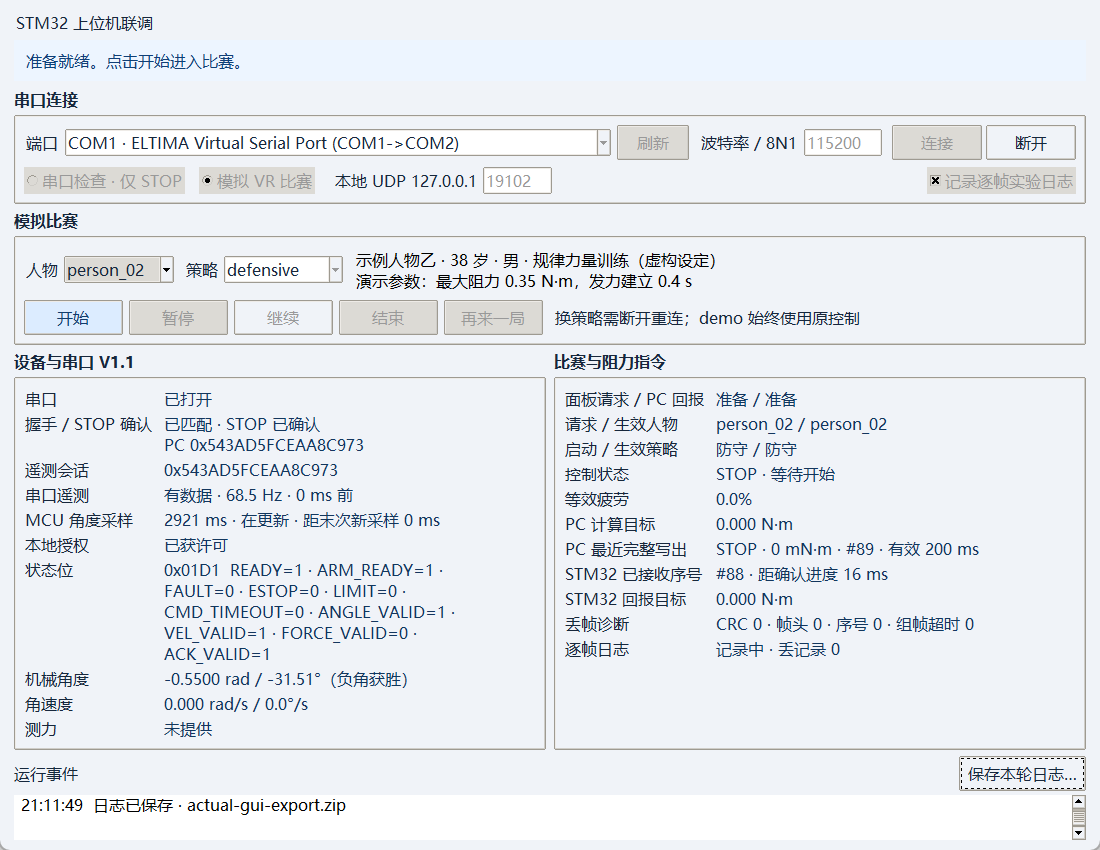 STM32 上位机联调
准备就绪。点击开始进入比赛。
串口连接
端口 COM1 · ELTIMA Virtual Serial Port (COM1->COM2) 刷新 波特率 / 8N1 115200 连接 断开
串口检查 · 仅 STOP 模拟 VR 比赛 本地 UDP 127.0.0.1 19102 记录逐帧实验日志
模拟比赛
人物 person_02 策略 defensive
示例人物乙 · 38 岁 · 男 · 规律力量训练（虚构设定）
演示参数：最大阻力 0.35 N·m，发力建立 0.4 s
开始 暂停 继续 结束 再来一局 换策略需断开重连；demo 始终使用原控制
设备与串口 V1.1
串口 已打开
握手 / STOP 确认 已匹配 · STOP 已确认
PC 0x543AD5FCEAA8C973
遥测会话 0x543AD5FCEAA8C973
串口遥测 有数据 · 68.5 Hz · 0 ms 前
MCU 角度采样 2921 ms · 在更新 · 距末次新采样 0 ms
本地授权 已获许可
状态位 0x01D1 READY=1 · ARM_READY=1 ·
FAULT=0 · ESTOP=0 · LIMIT=0 ·
CMD_TIMEOUT=0 · ANGLE_VALID=1 ·
VEL_VALID=1 · FORCE_VALID=0 ·
ACK_VALID=1
机械角度 -0.5500 rad / -31.51°（负角获胜）
角速度 0.000 rad/s / 0.0°/s
测力 未提供
比赛与阻力指令
面板请求 / PC 回报 准备 / 准备
请求 / 生效人物 person_02 / person_02
启动 / 生效策略 防守 / 防守
控制状态 STOP · 等待开始
等效疲劳 0.0%
PC 计算目标 0.000 N·m
PC 最近完整写出 STOP · 0 mN·m · #89 · 有效 200 ms
STM32 已接收序号 #88 · 距确认进度 16 ms
STM32 回报目标 0.000 N·m
丢帧诊断 CRC 0 · 帧头 0 · 序号 0 · 组帧超时 0
逐帧日志 记录中 · 丢记录 0
运行事件 保存本轮日志...
21:11:49 日志已保存 · actual-gui-export.zip